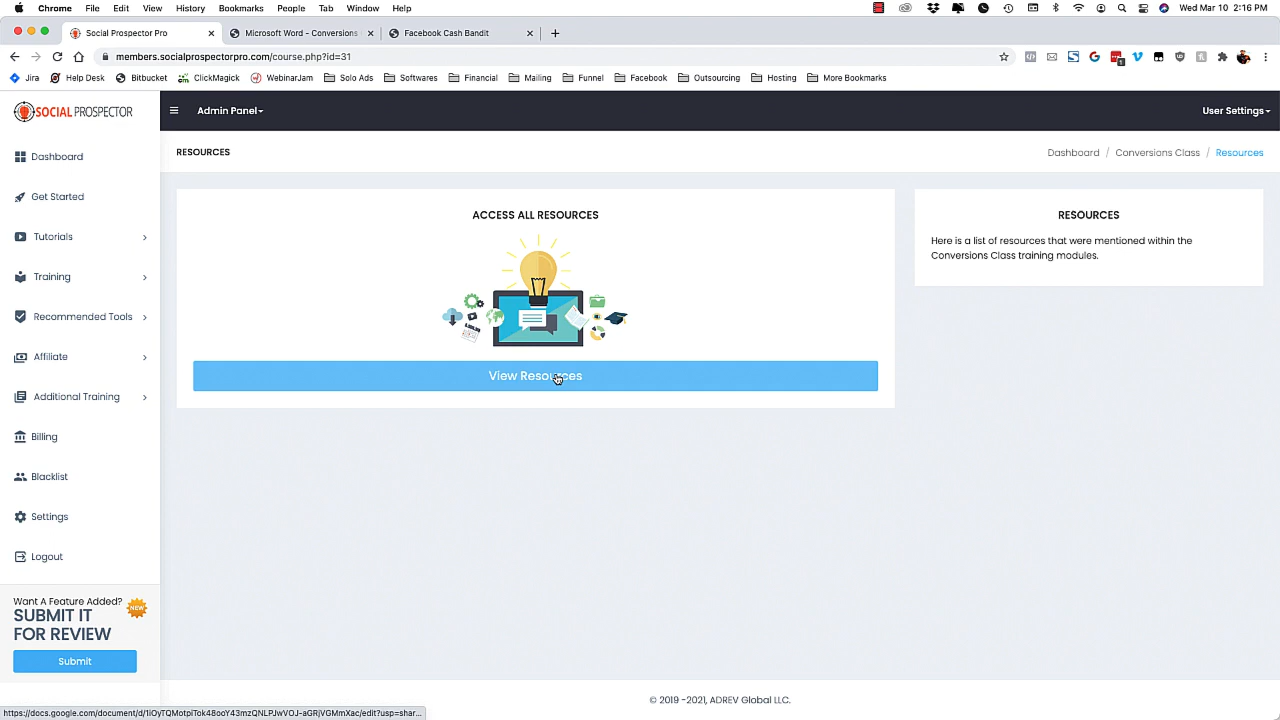 Chrome File Edit View History Bookmarks People Tab Window Help Wed Mar 10 2:16 PM
Social Prospector Pro Microsoft Word - Conversions Facebook Cash Bandit
members.socialprospectorpro.com/course.php?id=31
Jira Help Desk Bitbucket ClickMagick WebinarJam Solo Ads Softwares Financial Mailing Funnel Facebook Outsorcing Hosting More Bookmarks
SOCIAL PROSPECTOR
Admin Panel
User Settings
RESOURCES
Dashboard / Conversions Class / Resources
Dashboard
Get Started
Tutorials
Training
Recommended Tools
Affiliate
Additional Training
Billing
Blacklist
Settings
Logout
Want A Feature Added?
NEW
SUBMIT IT
FOR REVIEW
Submit
ACCESS ALL RESOURCES
View Resources
RESOURCES
Here is a list of resources that were mentioned within the
Conversions Class training modules.
© 2019 -2021, ADREV Global LLC.